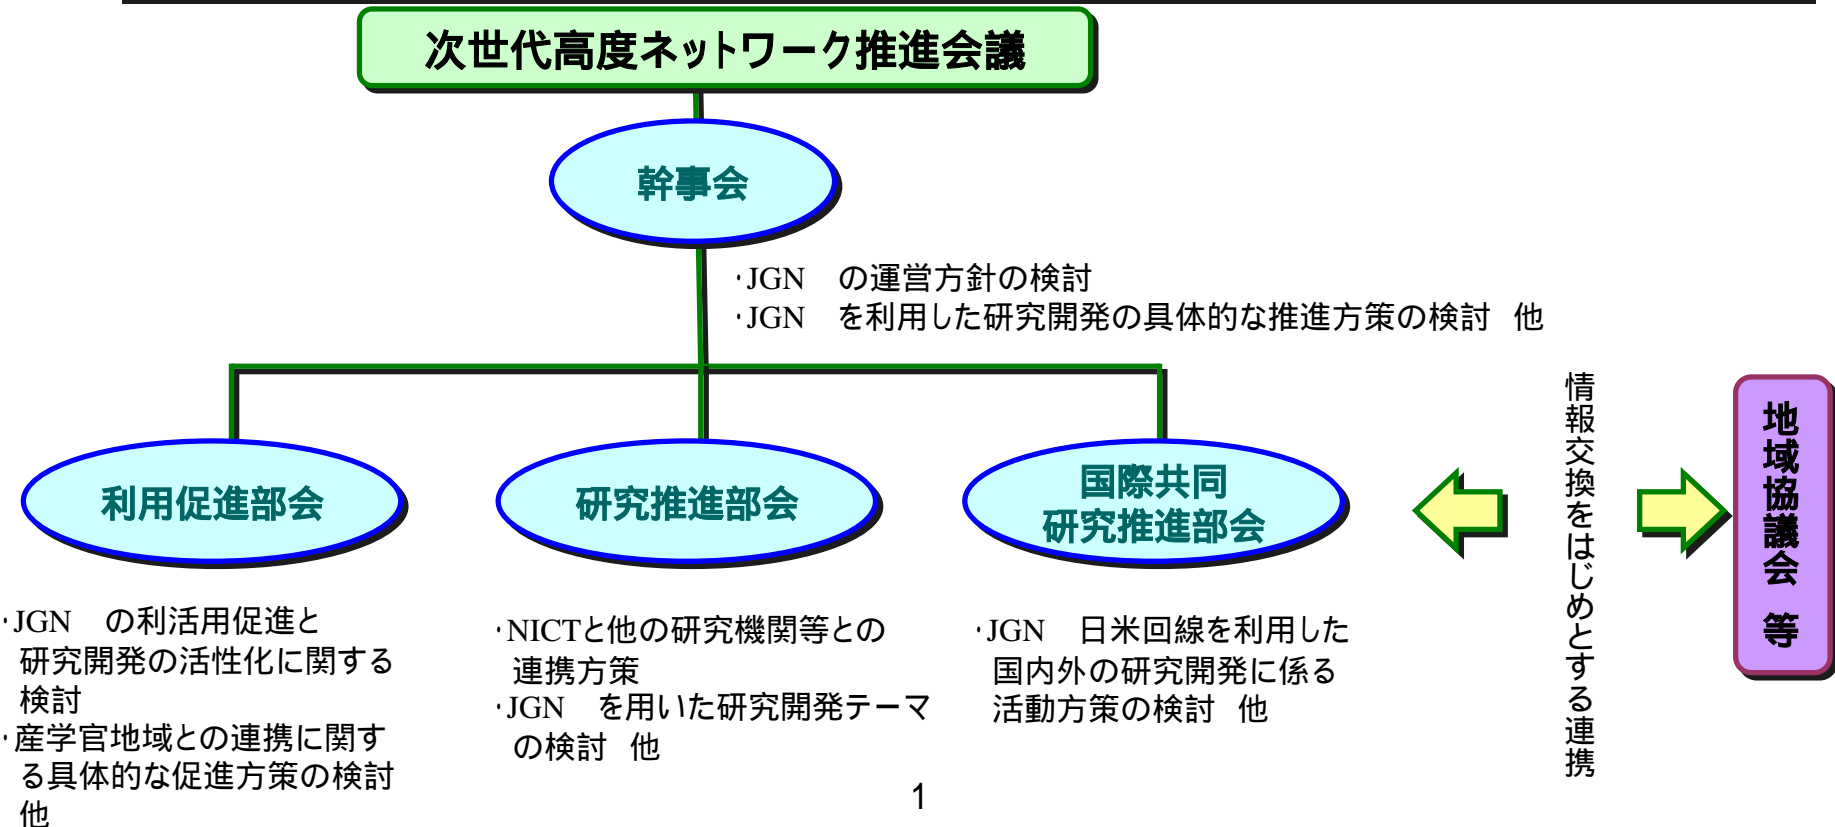 次世代高度ネットワーク推進会議
幹事会
・JGN　の運営方針の検討
・JGN　を利用した研究開発の具体的な推進方策の検討　他
利用促進部会
研究推進部会
国際共同
研究推進部会
・JGN　の利活用促進と
研究開発の活性化に関する
検討
・産学官地域との連携に関す
る具体的な促進方策の検討
他
・NICTと他の研究機関等との
連携方策
・JGN　を用いた研究開発テーマ
の検討　他
・JGN　日米回線を利用した
国内外の研究開発に係る
活動方策の検討　他
情報交換をはじめとする連携
地域協議会　等
1